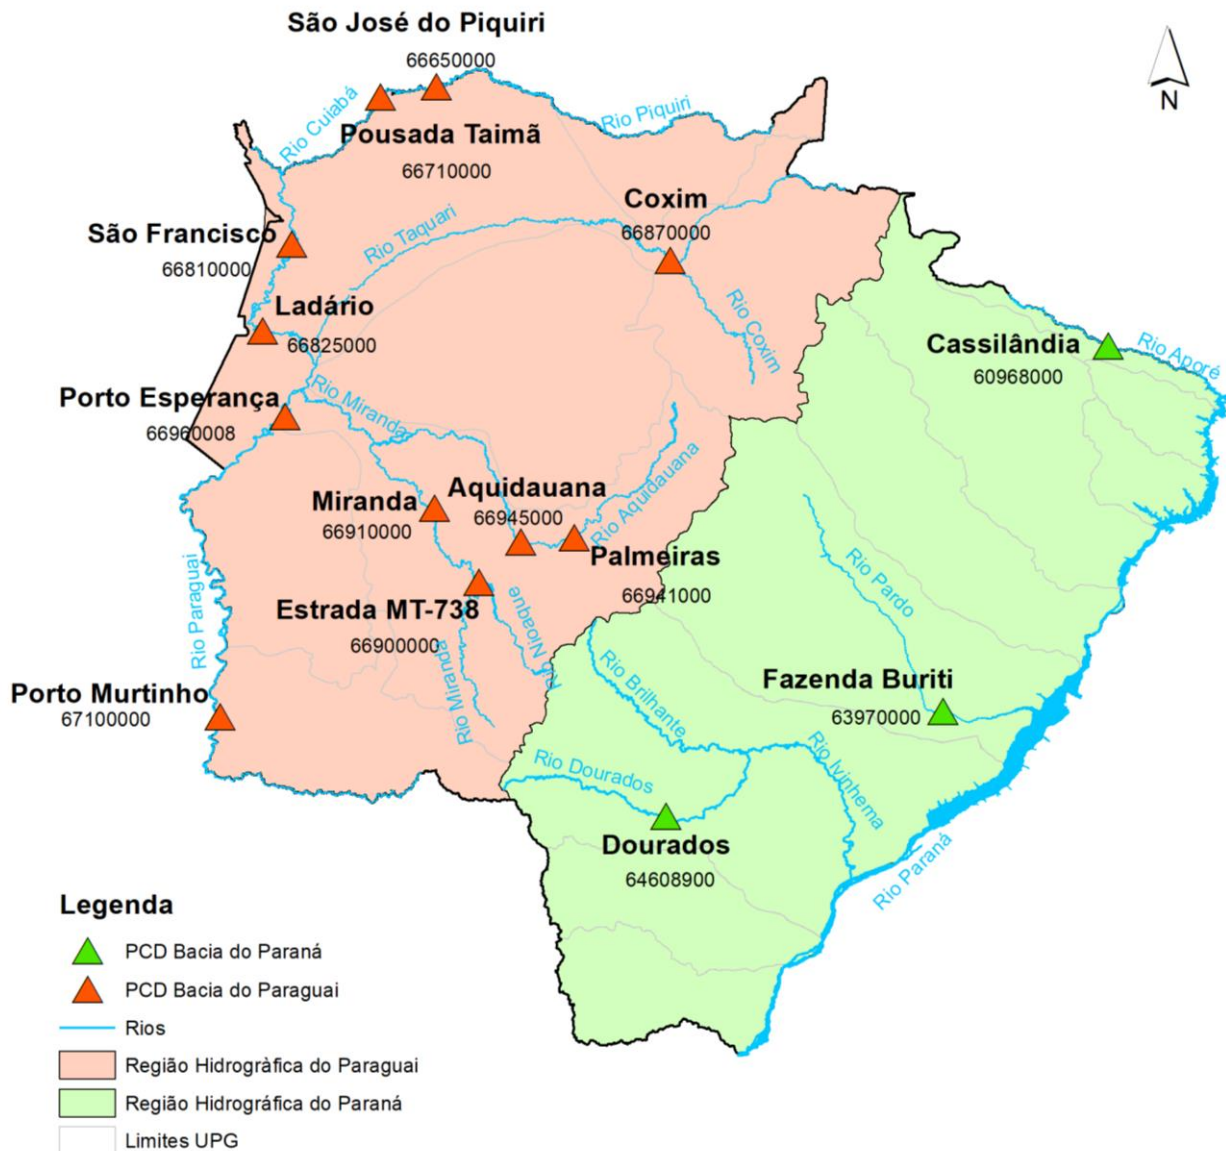 São José do Piquiri
66650000
N
Rio Cuiabá
Rio Piquiri
Pousada Taimã
66710000
Coxim
66870000
São Francisco
66810000
Rio Taquari
Ladário
66825000
Rio Coxim
Cassilândia
60968000
Rio Aporé
Porto Esperança
66960008
Rio Miranda
Miranda
66910000
Aquidauana
66945000
Rio Aquidauana
Palmeiras
66941000
Rio Paraguai
Estrada MT-738
66900000
Rio Nioaque
Rio Miranda
Rio Pardo
Porto Murtinho
67100000
Rio Brilhante
Fazenda Buriti
63970000
Rio Dourados
Rio Ivinhema
Dourados
64608900
Rio Paraná
Legenda
PCD Bacia do Paraná
PCD Bacia do Paraguai
Rios
Região Hidrogràfica do Paraguai
Região Hidrográfica do Paraná
Limites UPG